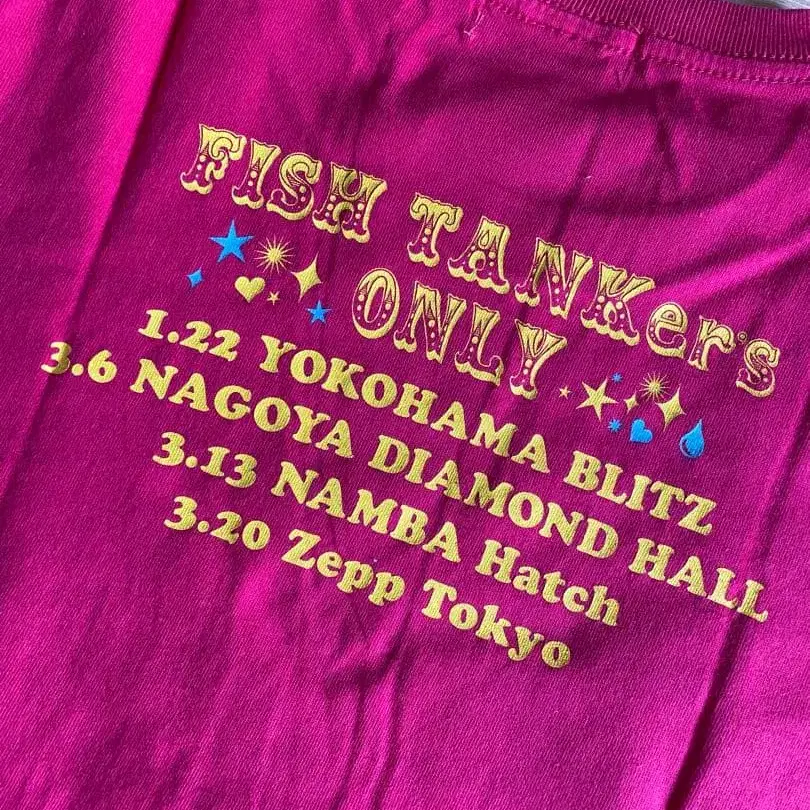 FISH TANKer's
ONLY
1.22 YOKOHAMA BLITZ
3.6 NAGOYA DIAMOND HALL
3.13 NAMBA Hatch
3.20 Zepp Tokyo